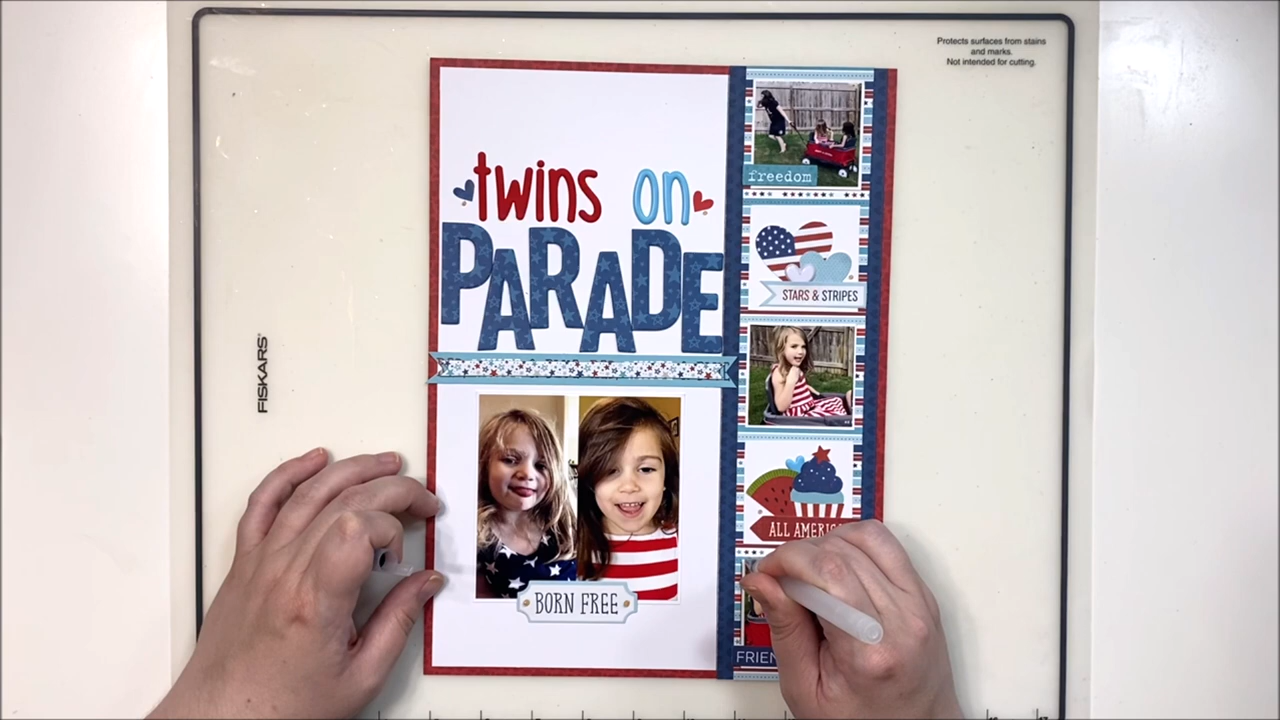 Protects surfaces from stains
and marks.
Not intended for cutting.
FISKARS
twins on
PARADE
BORN FREE
freedom
STARS & STRIPES
ALL